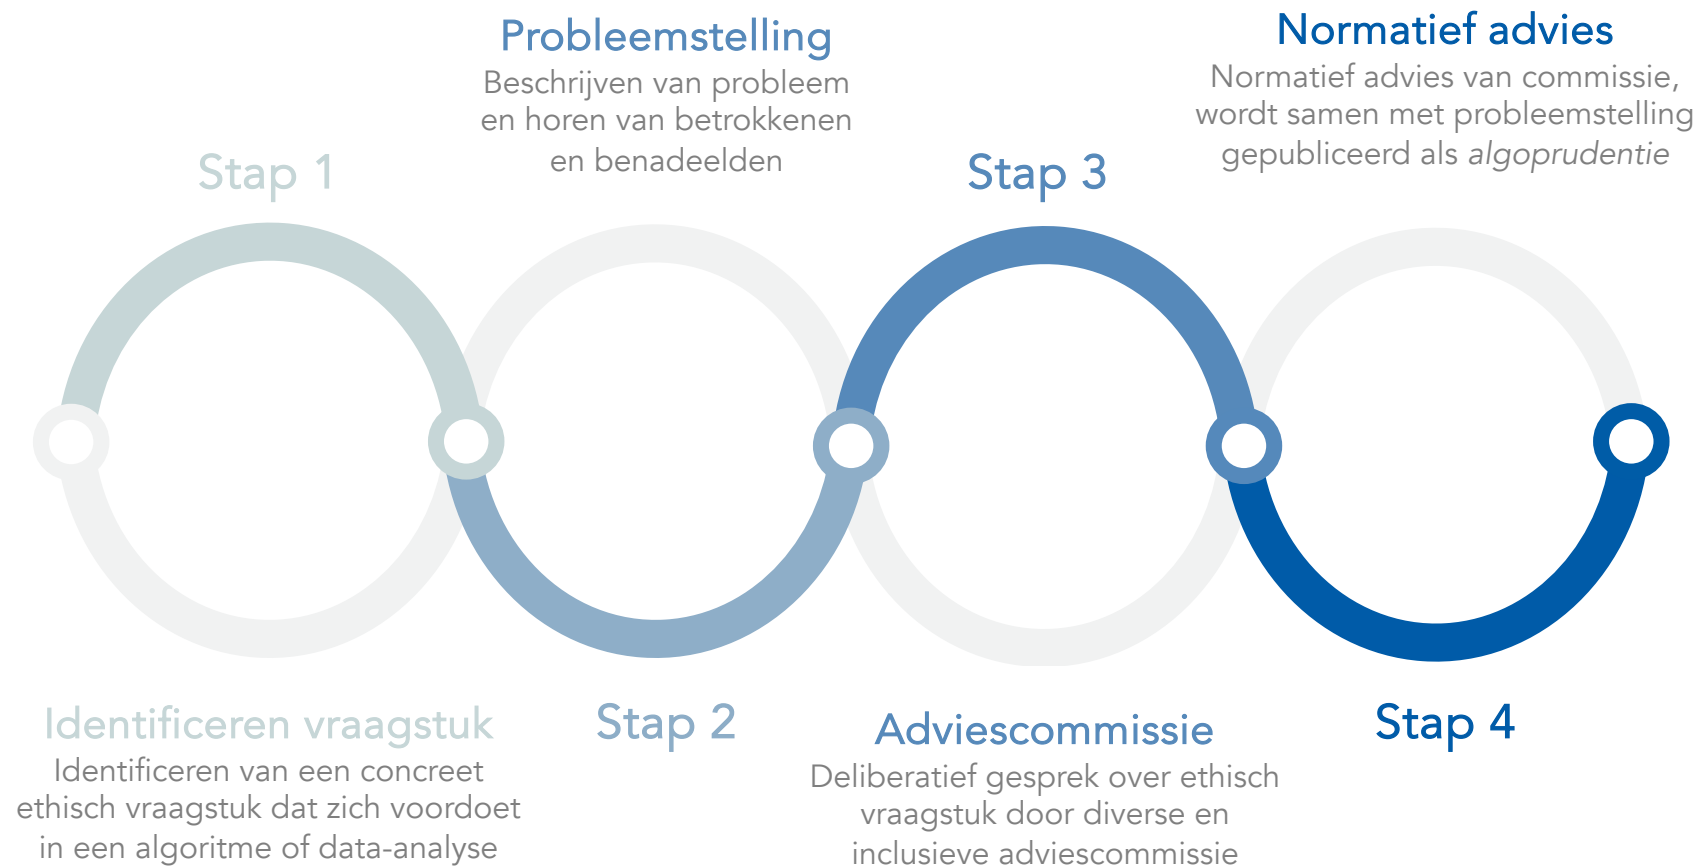 Stap 1
Identificeren vraagstuk
Identificeren van een concreet
ethisch vraagstuk dat zich voordoet
in een algoritme of data-analyse
Probleemstelling
Beschrijven van probleem
en horen van betrokkenen
en benadeelden
Stap 2
Stap 3
Adviescommissie
Deliberatief gesprek over ethisch
vraagstuk door diverse en
inclusieve adviescommissie
Normatief advies
Normatief advies van commissie,
wordt samen met probleemstelling
gepubliceerd als algoprudentie
Stap 4